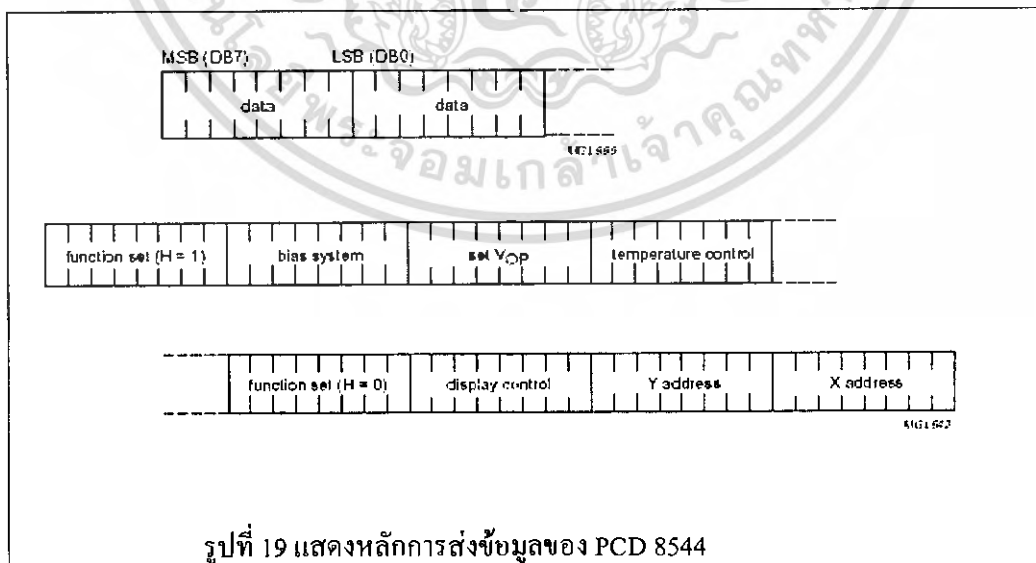 MSB (DB7) LSB (DB0)
data data
function set (H = 1) bias system set VOP temperature control
function set (H = 0) display control Y address X address
รูปที่ 19 แสดงหลักการส่งข้อมูลของ PCD 8544